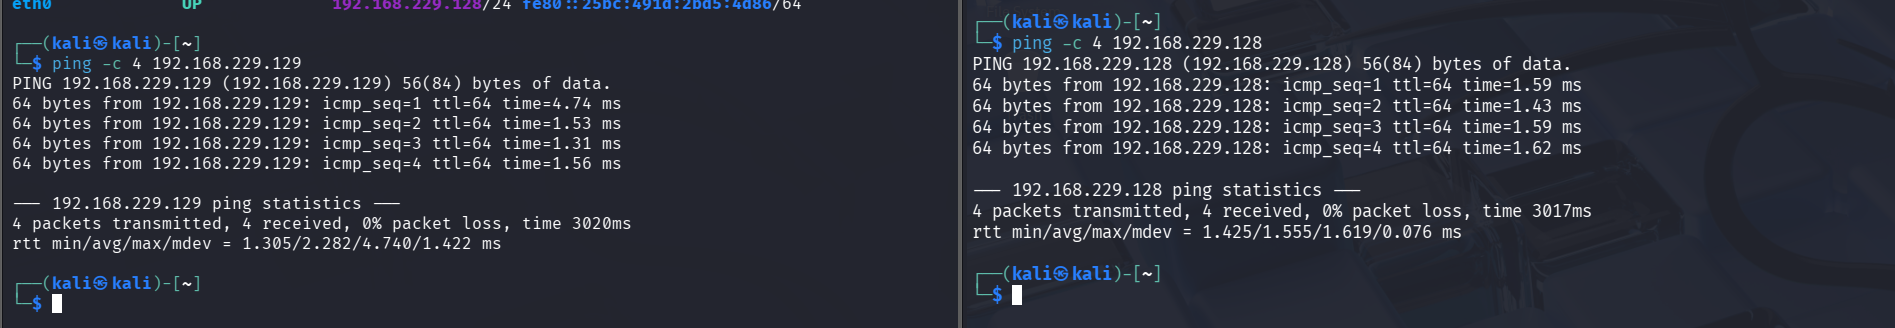 eth0 UP 192.168.229.128/24 fe80::25bc:491d:2bd5:4d86/64
┌──(kali㉿kali)-[~]
└─$ ping -c 4 192.168.229.129
PING 192.168.229.129 (192.168.229.129) 56(84) bytes of data.
64 bytes from 192.168.229.129: icmp_seq=1 ttl=64 time=4.74 ms
64 bytes from 192.168.229.129: icmp_seq=2 ttl=64 time=1.53 ms
64 bytes from 192.168.229.129: icmp_seq=3 ttl=64 time=1.31 ms
64 bytes from 192.168.229.129: icmp_seq=4 ttl=64 time=1.56 ms
--- 192.168.229.129 ping statistics ---
4 packets transmitted, 4 received, 0% packet loss, time 3020ms
rtt min/avg/max/mdev = 1.305/2.282/4.740/1.422 ms
┌──(kali㉿kali)-[~]
└─$
┌──(kali㉿kali)-[~]
└─$ ping -c 4 192.168.229.128
PING 192.168.229.128 (192.168.229.128) 56(84) bytes of data.
64 bytes from 192.168.229.128: icmp_seq=1 ttl=64 time=1.59 ms
64 bytes from 192.168.229.128: icmp_seq=2 ttl=64 time=1.43 ms
64 bytes from 192.168.229.128: icmp_seq=3 ttl=64 time=1.59 ms
64 bytes from 192.168.229.128: icmp_seq=4 ttl=64 time=1.62 ms
--- 192.168.229.128 ping statistics ---
4 packets transmitted, 4 received, 0% packet loss, time 3017ms
rtt min/avg/max/mdev = 1.425/1.555/1.619/0.076 ms
┌──(kali㉿kali)-[~]
└─$